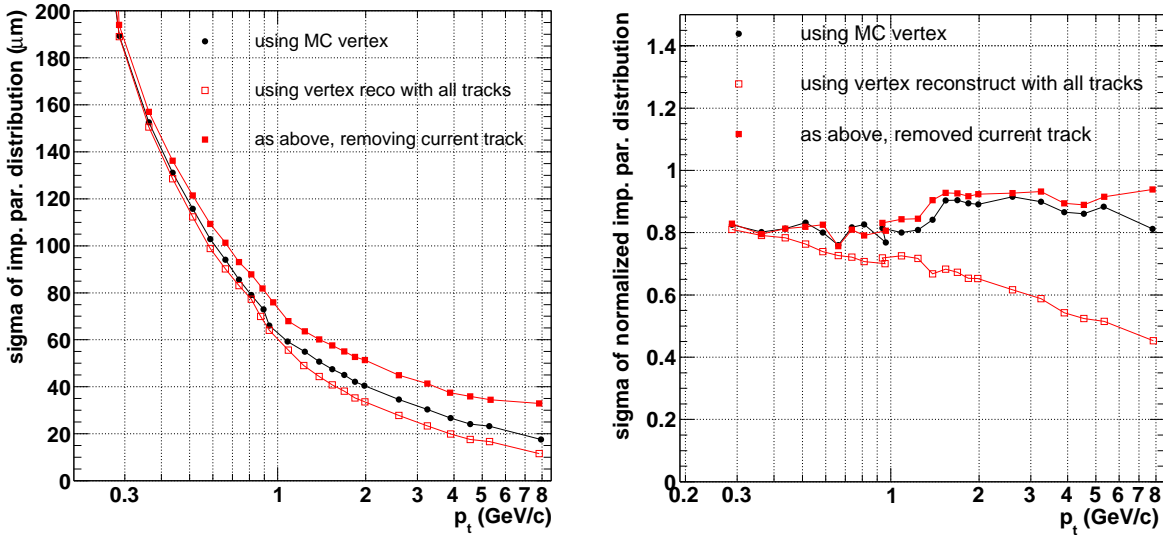 sigma of imp. par. distribution (μm)
200
180
160
140
120
100
80
60
40
20
0
using MC vertex
using vertex reco with all tracks
as above, removing current track
0.3 1 2 3 4 5 6 7 8
p_t (GeV/c)
sigma of normalized imp. par. distribution
1.4
1.2
1
0.8
0.6
0.4
0.2
0
using MC vertex
using vertex reconstruct with all tracks
as above, removed current track
0.2 0.3 1 2 3 4 5 6 7 8
p_t (GeV/c)